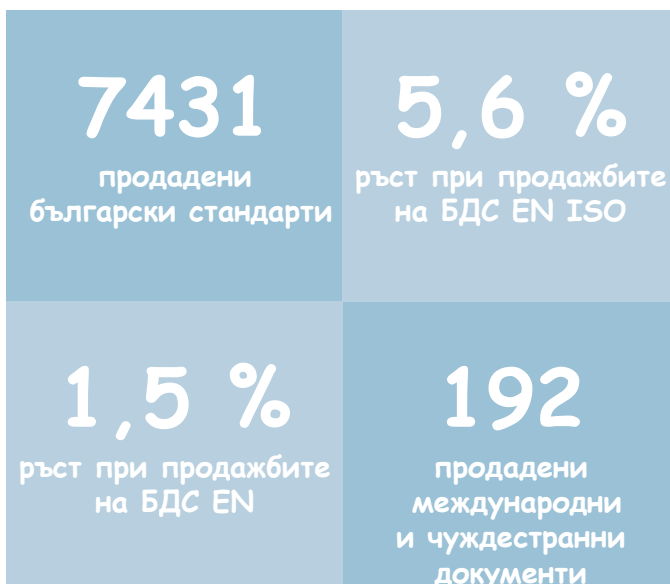 7431
продадени
български стандарти
5,6 %
ръст при продажбите
на БДС EN ISO
1,5 %
ръст при продажбите
на БДС EN
192
продадени
международни
и чуждестранни
документи